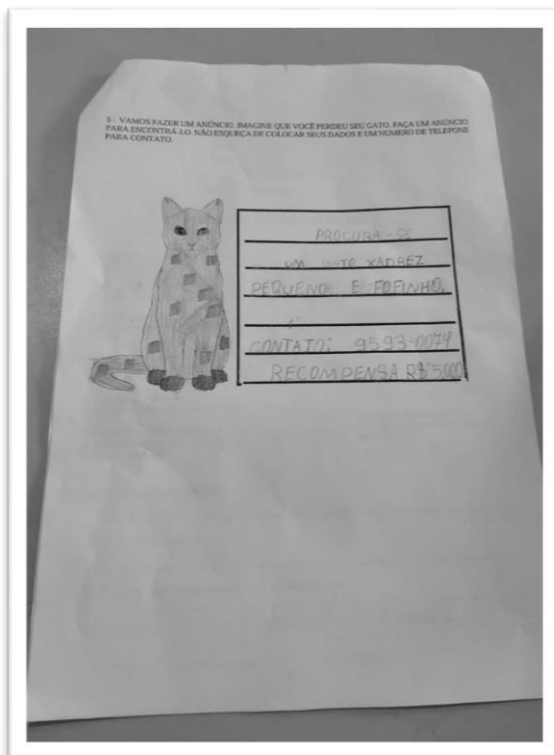 3 - VAMOS FAZER UM ANÚNCIO. IMAGINE QUE VOCÊ PERDEU SEU GATO. FAÇA UM ANÚNCIO
PARA ENCONTRÁ-LO. NÃO ESQUEÇA DE COLOCAR SEUS DADOS E UM NÚMERO DE TELEFONE
PARA CONTATO.
PROCURA-SE
UM GATO XADREZ
PEQUENO E FOFINHO.
CONTATO: 9593-0074
RECOMPENSA R$ 5.000